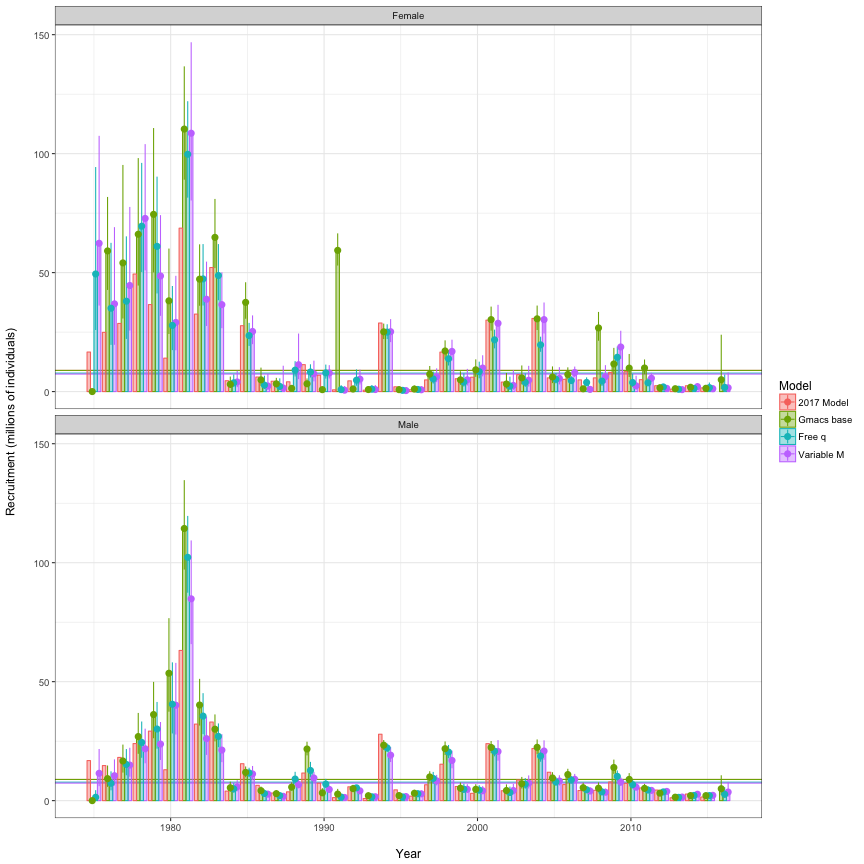 Female
150
100
50
0
Male
150
100
50
0
1980 1990 2000 2010
Year
Recruitment (millions of individuals)
Model
2017 Model
Gmacs base
Free q
Variable M